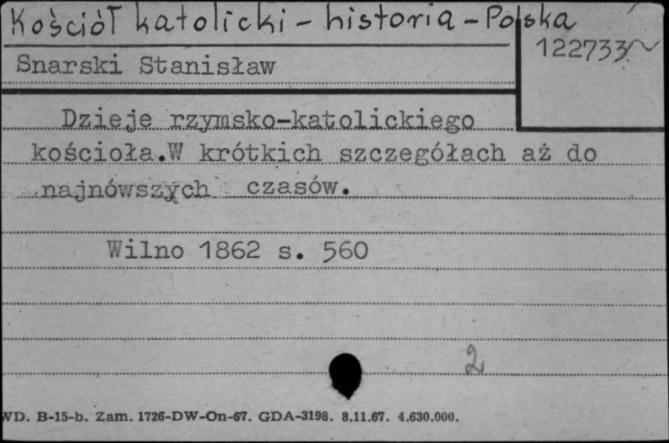 Kościół katolicki - historia - Polska
122733
Snarski Stanisław
Dzieje rzymsko-katolickiego
kościoła.W krótkich szczegółach aż do
najnówszych czasów.
Wilno 1862 s. 560
2
WD. B-15-b. Zam. 1726-DW-On-67. GDA-3198. 8.11.67. 4.630.000.